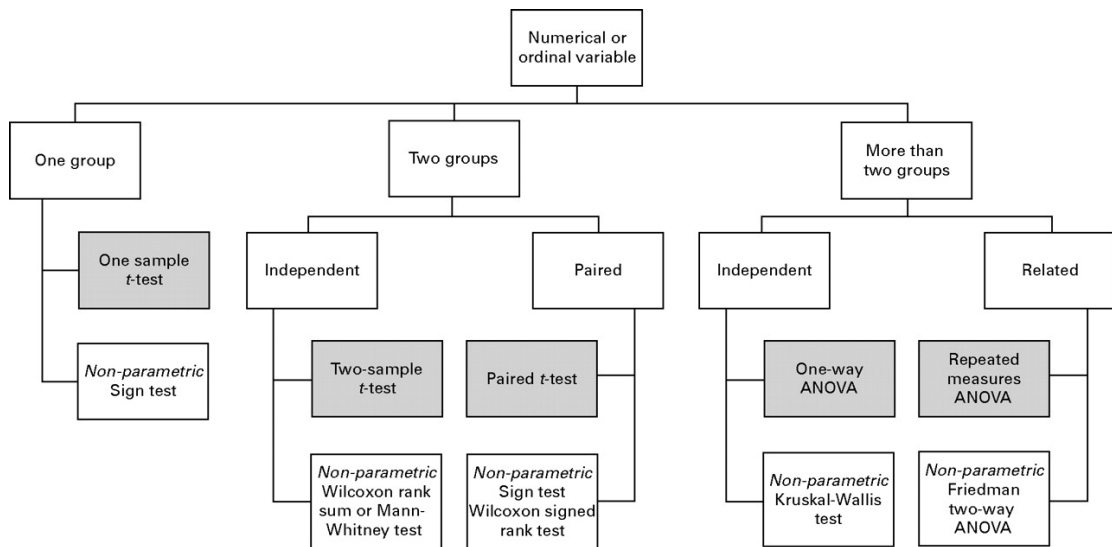 Numerical or
ordinal variable
One group
Two groups
More than
two groups
One sample
t-test
Independent
Paired
Independent
Related
Non-parametric
Sign test
Two-sample
t-test
Paired t-test
One-way
ANOVA
Repeated
measures
ANOVA
Non-parametric
Wilcoxon rank
sum or Mann-
Whitney test
Non-parametric
Sign test
Wilcoxon signed
rank test
Non-parametric
Kruskal-Wallis
test
Non-parametric
Friedman
two-way
ANOVA